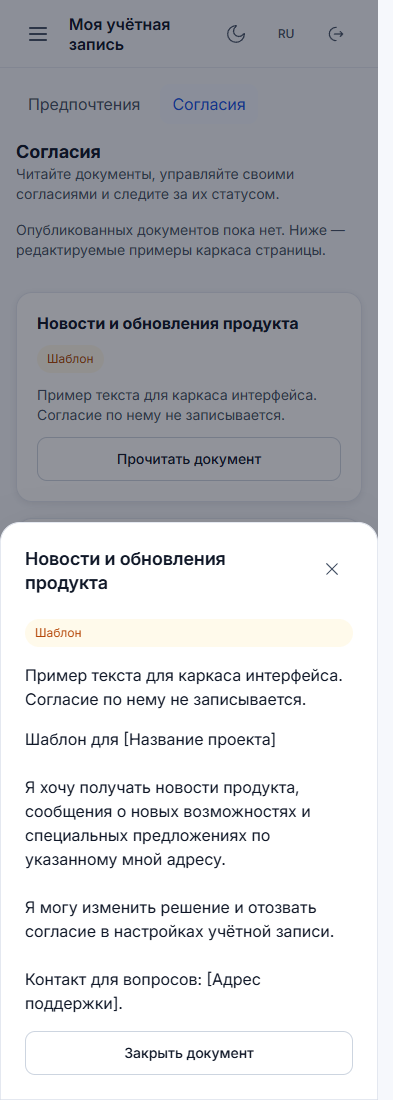 Моя учётная
запись
RU
Предпочтения
Согласия
Согласия
Читайте документы, управляйте своими
согласиями и следите за их статусом.
Опубликованных документов пока нет. Ниже —
редактируемые примеры каркаса страницы.
Новости и обновления продукта
Шаблон
Пример текста для каркаса интерфейса.
Согласие по нему не записывается.
Прочитать документ
Новости и обновления
продукта
Шаблон
Пример текста для каркаса интерфейса.
Согласие по нему не записывается.
Шаблон для [Название проекта]
Я хочу получать новости продукта,
сообщения о новых возможностях и
специальных предложениях по
указанному мной адресу.
Я могу изменить решение и отозвать
согласие в настройках учётной записи.
Контакт для вопросов: [Адрес
поддержки].
Закрыть документ